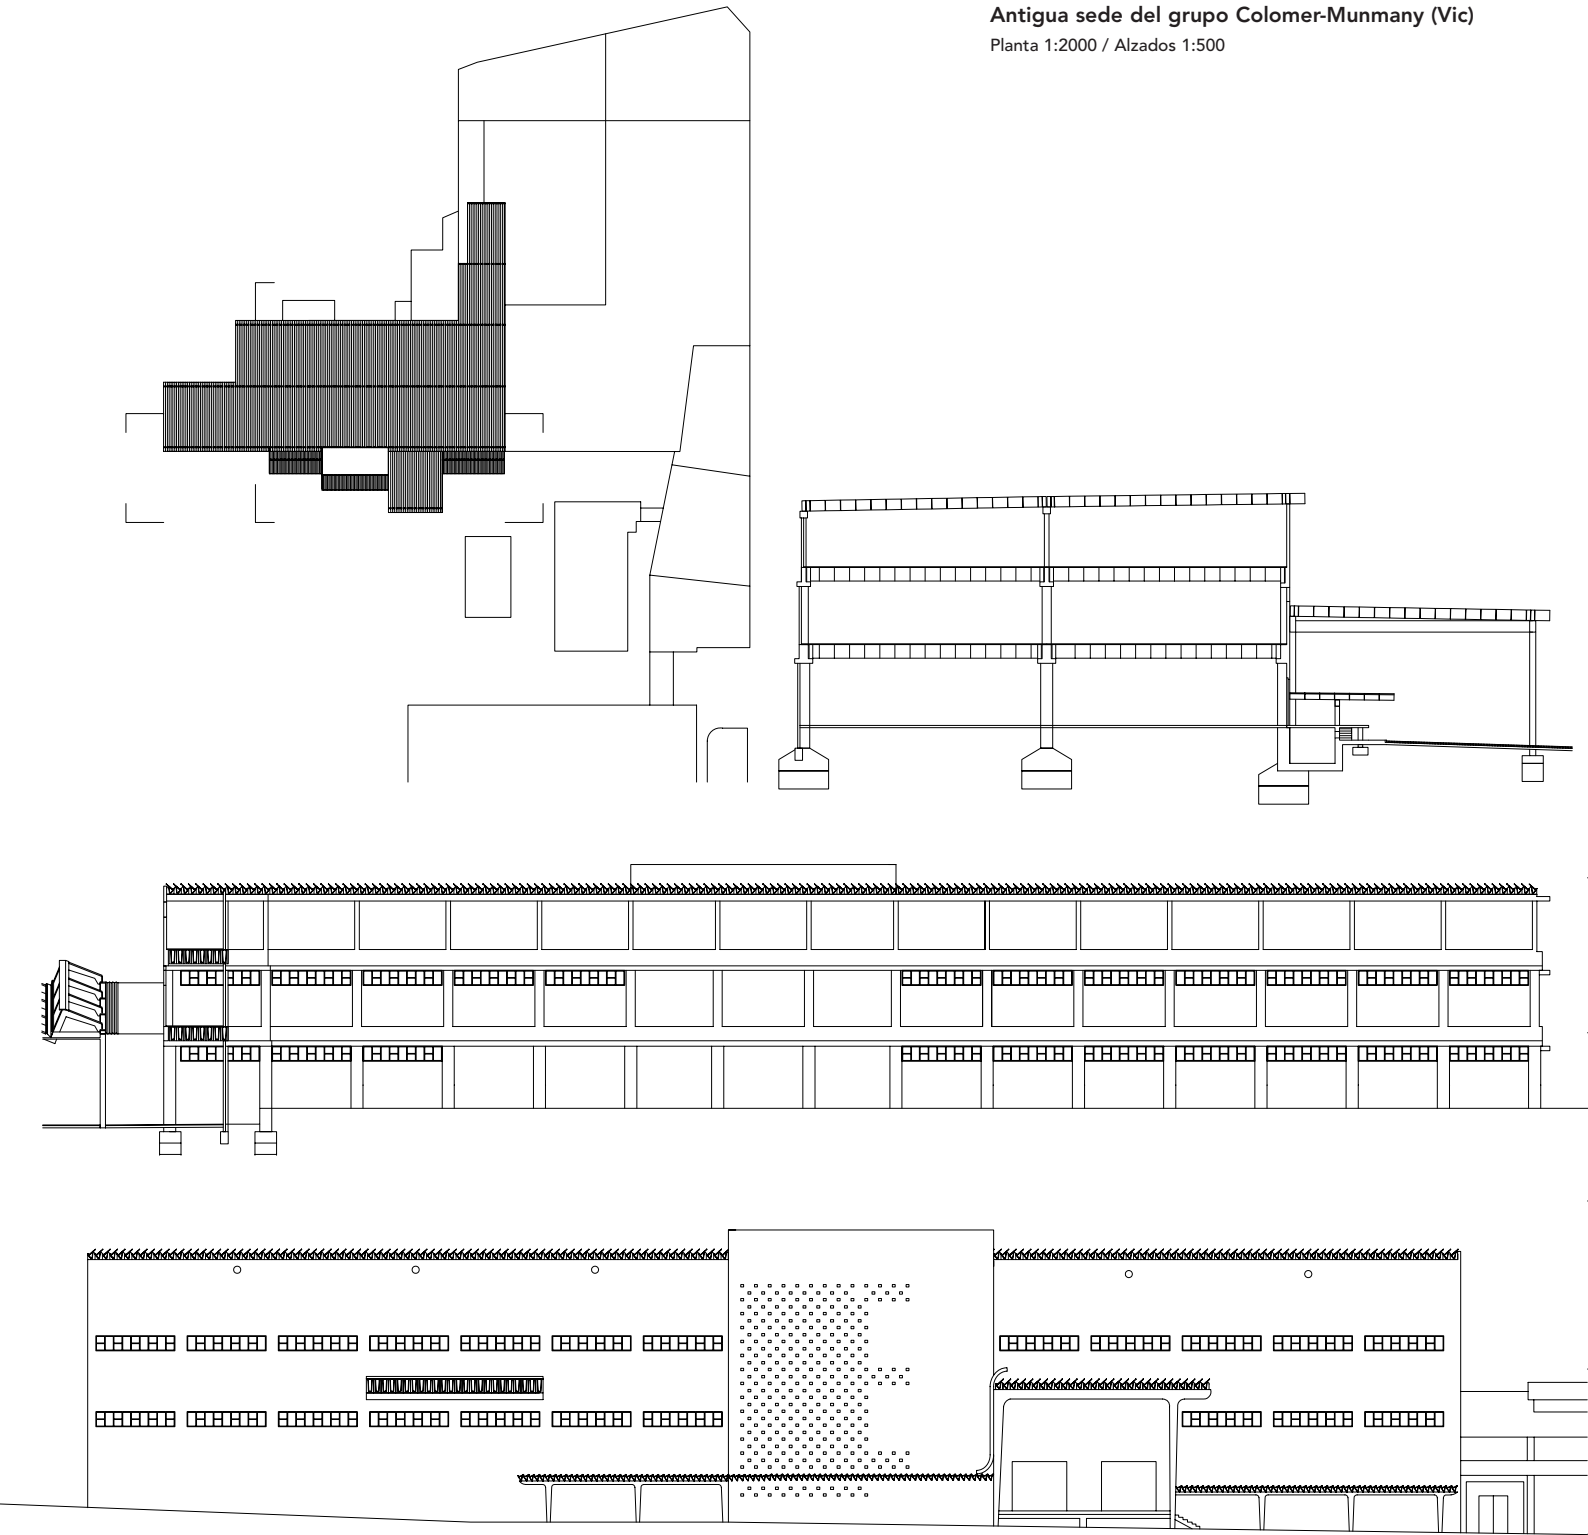 Antigua sede del grupo Colomer-Munmany (Vic)
Planta 1:2000 / Alzados 1:500